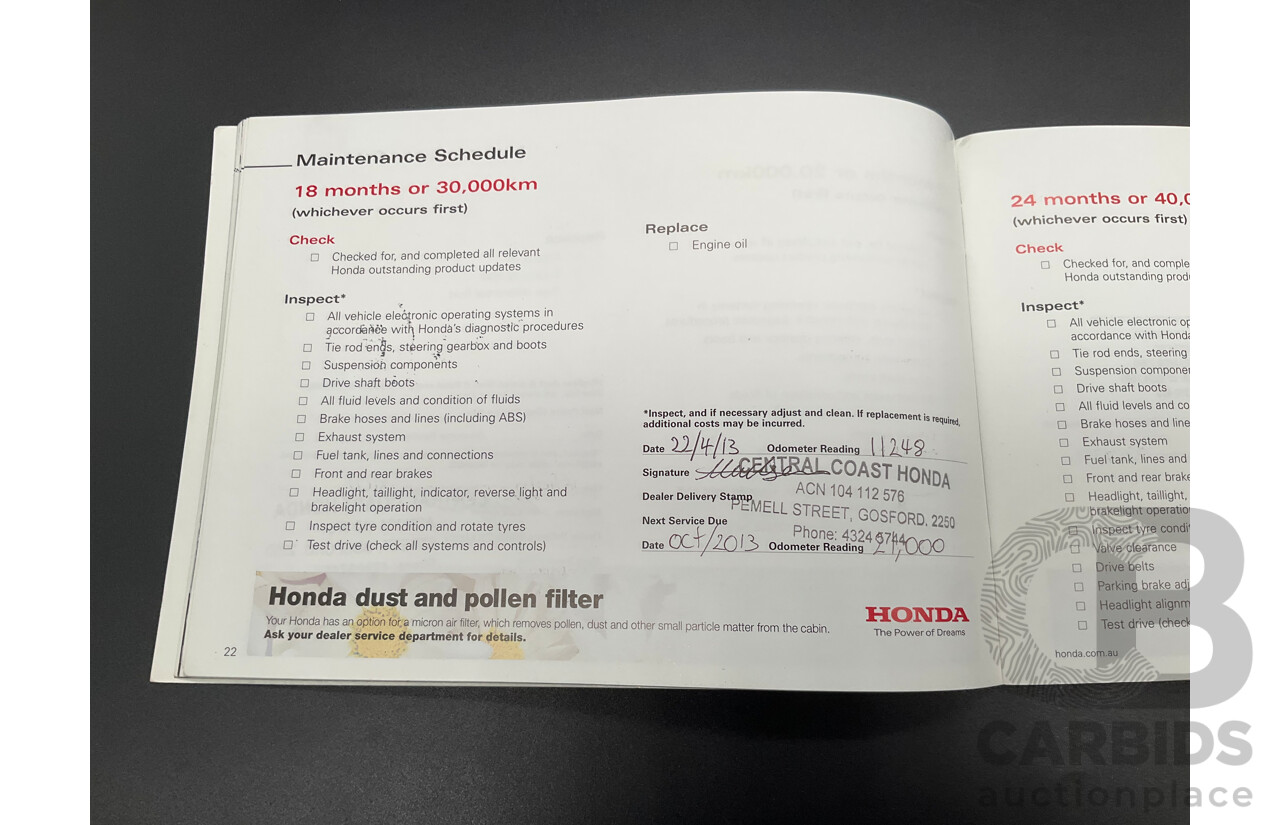 Maintenance Schedule
18 months or 30,000km
(whichever occurs first)
Check
□ Checked for, and completed all relevant
Honda outstanding product updates
Inspect*
□ All vehicle electronic operating systems in
accordance with Honda's diagnostic procedures
□ Tie rod ends, steering gearbox and boots
□ Suspension components
□ Drive shaft boots
□ All fluid levels and condition of fluids
□ Brake hoses and lines (including ABS)
□ Exhaust system
□ Fuel tank, lines and connections
□ Front and rear brakes
□ Headlight, taillight, indicator, reverse light and
brakelight operation
□ Inspect tyre condition and rotate tyres
□ Test drive (check all systems and controls)
Replace
□ Engine oil
*Inspect, and if necessary adjust and clean. If replacement is required,
additional costs may be incurred.
Date 22/4/13 Odometer Reading 11248
Signature
CENTRAL COAST HONDA
ACN 104 112 576
Dealer Delivery Stamp
PEMELL STREET, GOSFORD, 2250
Next Service Due
Phone: 4324 6744
Date Oct/2013 Odometer Reading 21,000
Honda dust and pollen filter
Your Honda has an option for a micron air filter, which removes pollen, dust and other small particle matter from the cabin.
Ask your dealer service department for details.
HONDA
The Power of Dreams
22
24 months or 40,0
(whichever occurs first)
Check
□ Checked for, and comple
Honda outstanding prod
Inspect*
□ All vehicle electronic op
accordance with Honda
□ Tie rod ends, steering
□ Suspension compone
□ Drive shaft boots
□ All fluid levels and co
□ Brake hoses and line
□ Exhaust system
□ Fuel tank, lines and
□ Front and rear brake
□ Headlight, taillight,
brakelight operatio
□ Inspect tyre condi
□ Valve clearance
□ Drive belts
□ Parking brake adj
□ Headlight alignm
□ Test drive (check
honda.com.au
CARBIDS
auctionplace